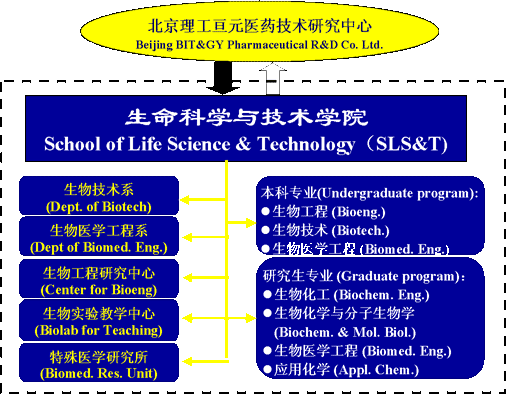 北京理工亘元医药技术研究中心
Beijing BIT&GY Pharmaceutical R&D Co. Ltd.
生命科学与技术学院
School of Life Science & Technology（SLS&T)
生物技术系
(Dept. of Biotech)
生物医学工程系
(Dept of Biomed. Eng.)
生物工程研究中心
(Center for Bioeng)
生物实验教学中心
(Biolab for Teaching)
特殊医学研究所
(Biomed. Res. Unit)
本科专业(Undergraduate program):
●生物工程 (Bioeng.)
●生物技术 (Biotech.)
●生物医学工程 (Biomed. Eng.)
研究生专业 (Graduate program)：
●生物化工 (Biochem. Eng.)
●生物化学与分子生物学
(Biochem. & Mol. Biol.)
●生物医学工程 (Biomed. Eng.)
●应用化学 (Appl. Chem.)